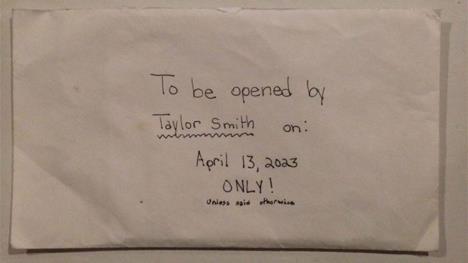 To be opened by
Taylor Smith on:
April 13, 2023
ONLY!
unless said otherwise